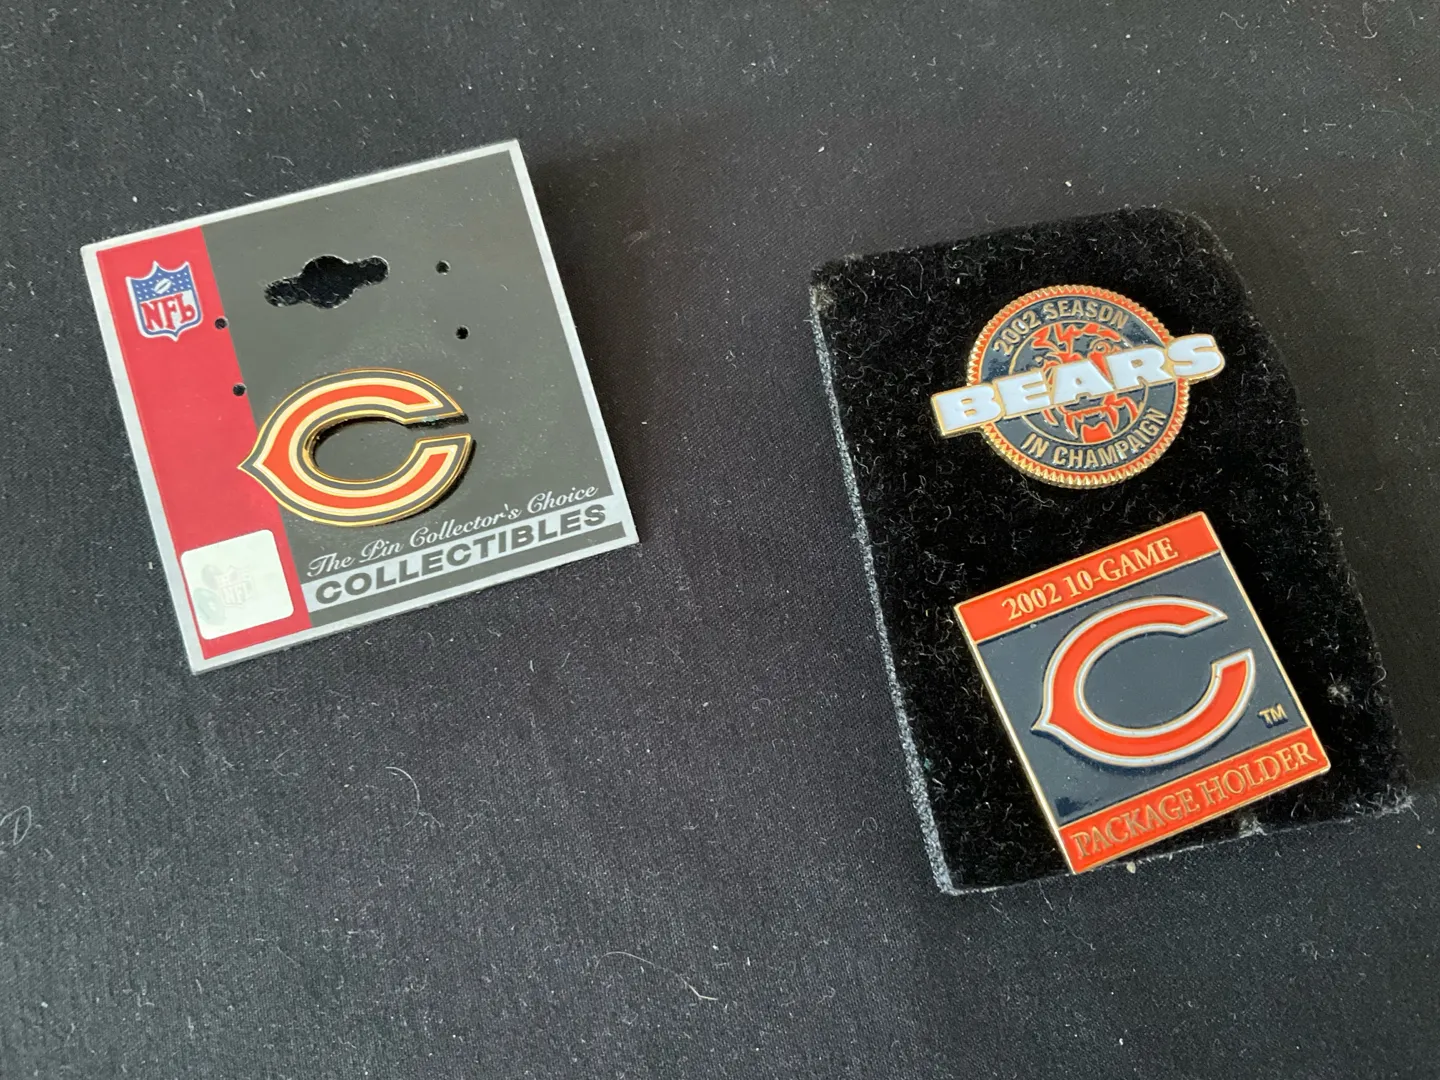 NFL
The Pin Collector's Choice
COLLECTIBLES
NFL
2002 SEASON
BEARS
IN CHAMPAIGN
2002 10-GAME
TM
PACKAGE HOLDER